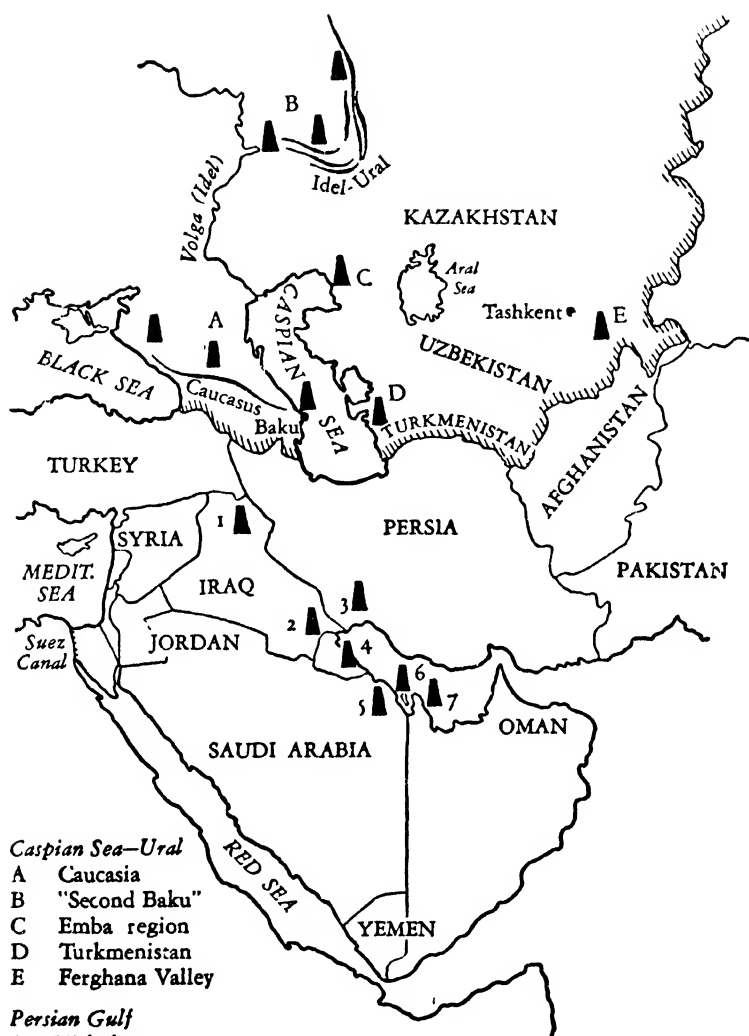 B
Idel-Ural
Volga (Idel)
KAZAKHSTAN
Aral
Sea
C
CASPIAN
SEA
Tashkent
E
A
UZBEKISTAN
BLACK SEA
Caucasus
Baku
D
TURKMENISTAN
AFGHANISTAN
TURKEY
PERSIA
1
SYRIA
MEDIT.
SEA
IRAQ
PAKISTAN
3
2
Suez
Canal
JORDAN
4
6
5
7
OMAN
SAUDI ARABIA
RED SEA
YEMEN
Caspian Sea—Ural
A Caucasia
B "Second Baku"
C Emba region
D Turkmenistan
E Ferghana Valley
Persian Gulf